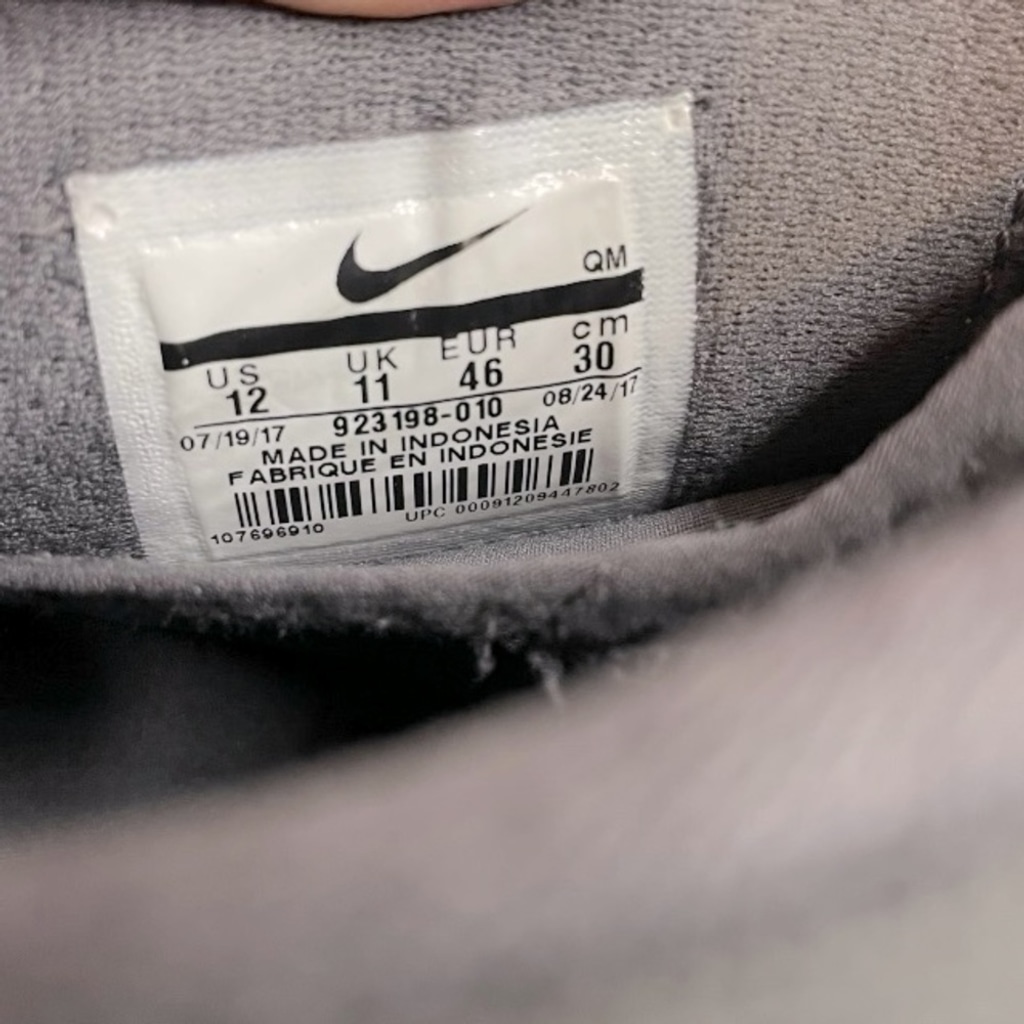 QM
US UK EUR cm
12 11 46 30
07/19/17 923198-010 08/24/17
MADE IN INDONESIA
FABRIQUE EN INDONESIE
107696910 UPC 00091209447802